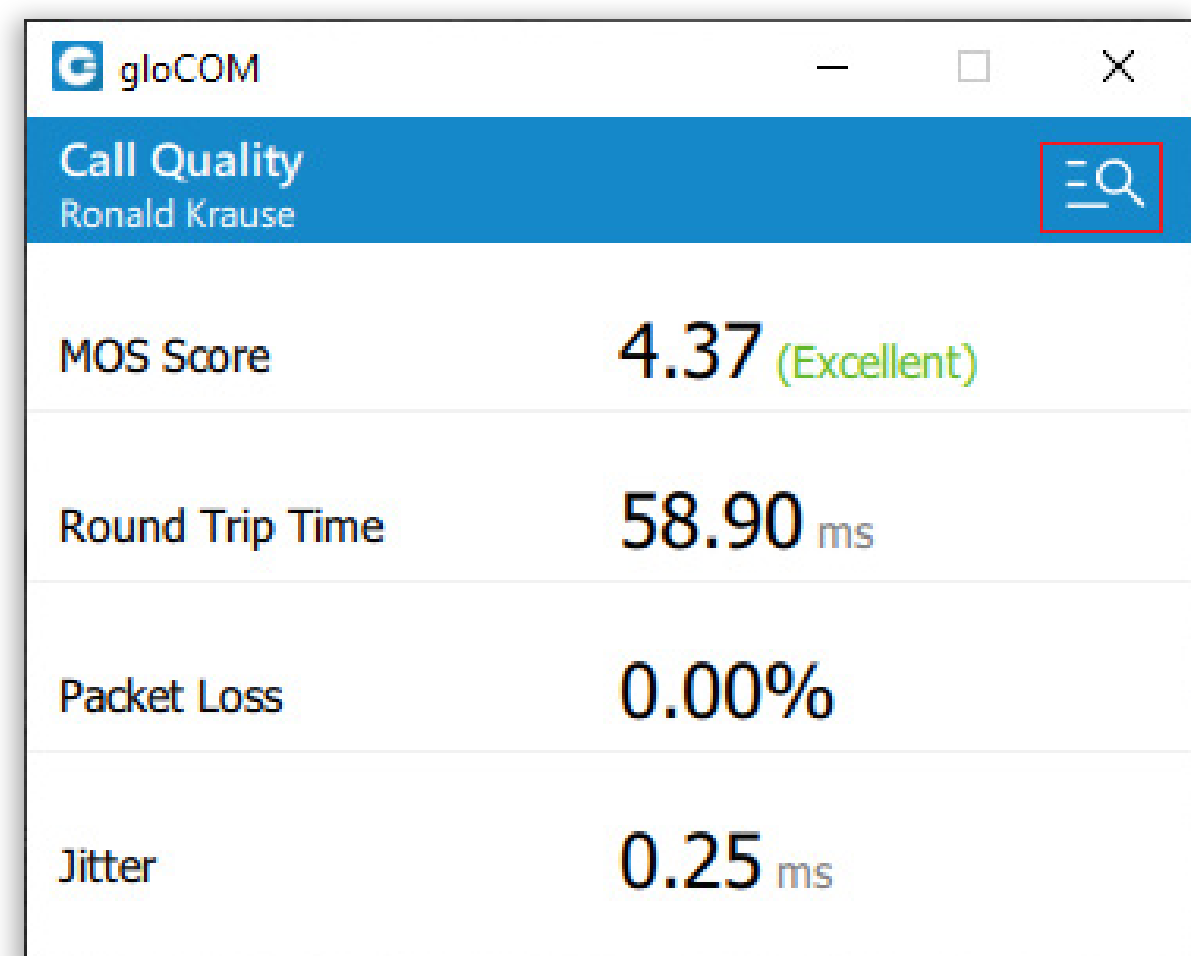 gloCOM
Call Quality
Ronald Krause
MOS Score 4.37 (Excellent)
Round Trip Time 58.90 ms
Packet Loss 0.00%
Jitter 0.25 ms